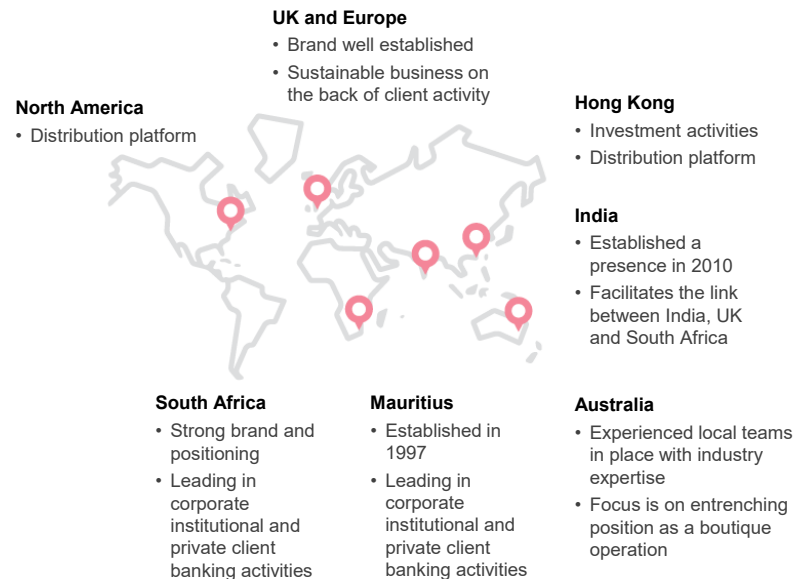 UK and Europe
• Brand well established
• Sustainable business on
the back of client activity
North America
• Distribution platform
Hong Kong
• Investment activities
• Distribution platform
India
• Established a
presence in 2010
• Facilitates the link
between India, UK
and South Africa
South Africa
• Strong brand and
positioning
• Leading in
corporate
institutional and
private client
banking activities
Mauritius
• Established in
1997
• Leading in
corporate
institutional and
private client
banking activities
Australia
• Experienced local teams
in place with industry
expertise
• Focus is on entrenching
position as a boutique
operation